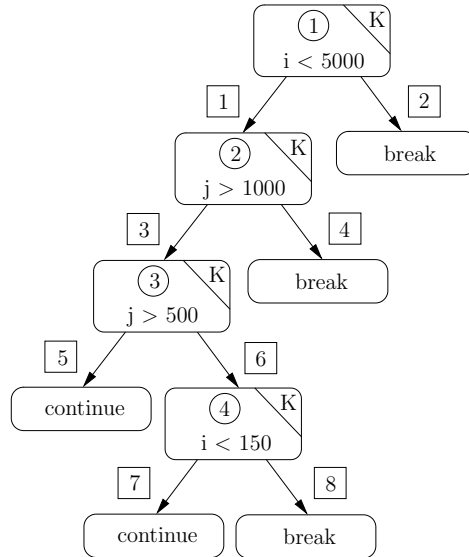 1 K
i < 5000
1 2
2 K
j > 1000
break
3 4
3 K
j > 500
break
5 6
continue
4 K
i < 150
7 8
continue break